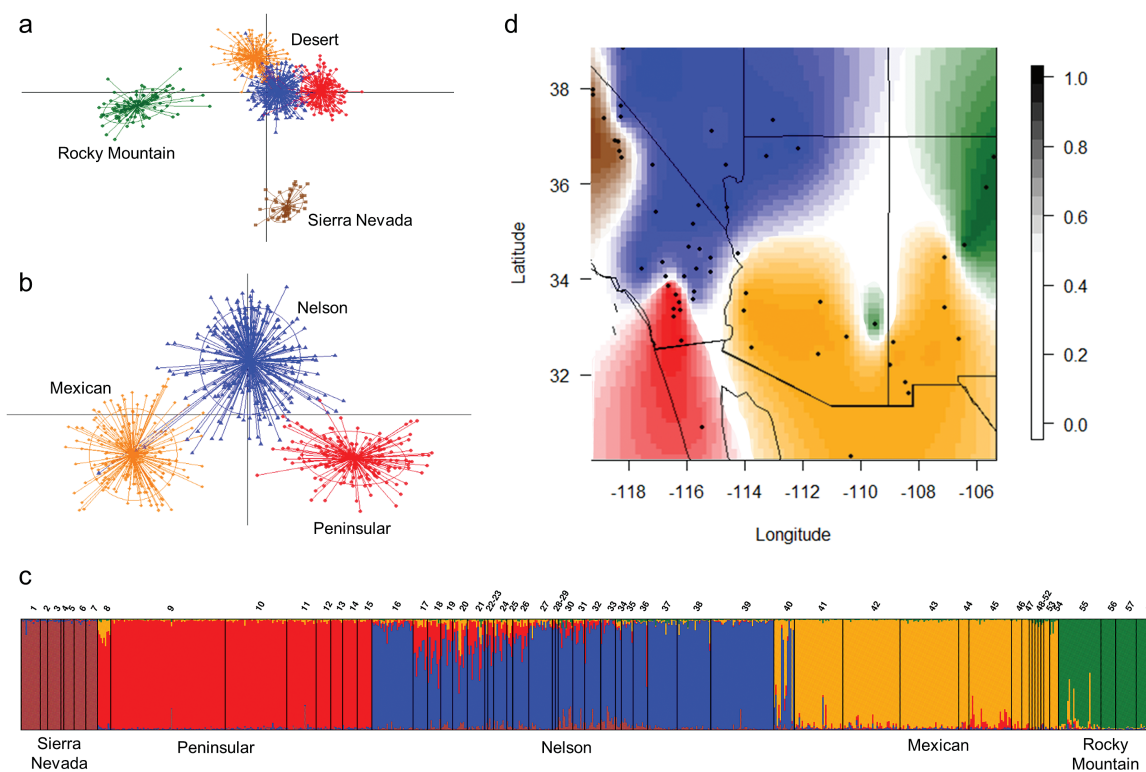 a
Desert
Rocky Mountain
Sierra Nevada
b
Nelson
Mexican
Peninsular
d
38
36
34
32
Latitude
-118 -116 -114 -112 -110 -108 -106
Longitude
1.0
0.8
0.6
0.4
0.2
0.0
c
1 2 3 4 5 6 7 8 9 10 11 12 13 14 15 16 17 18 19 20 21 22-23 24 25 26 27 28-29 30 31 32 33 34 35 36 37 38 39 40 41 42 43 44 45 46 47 48-52 53 54 55 56 57
Sierra Nevada
Peninsular
Nelson
Mexican
Rocky Mountain